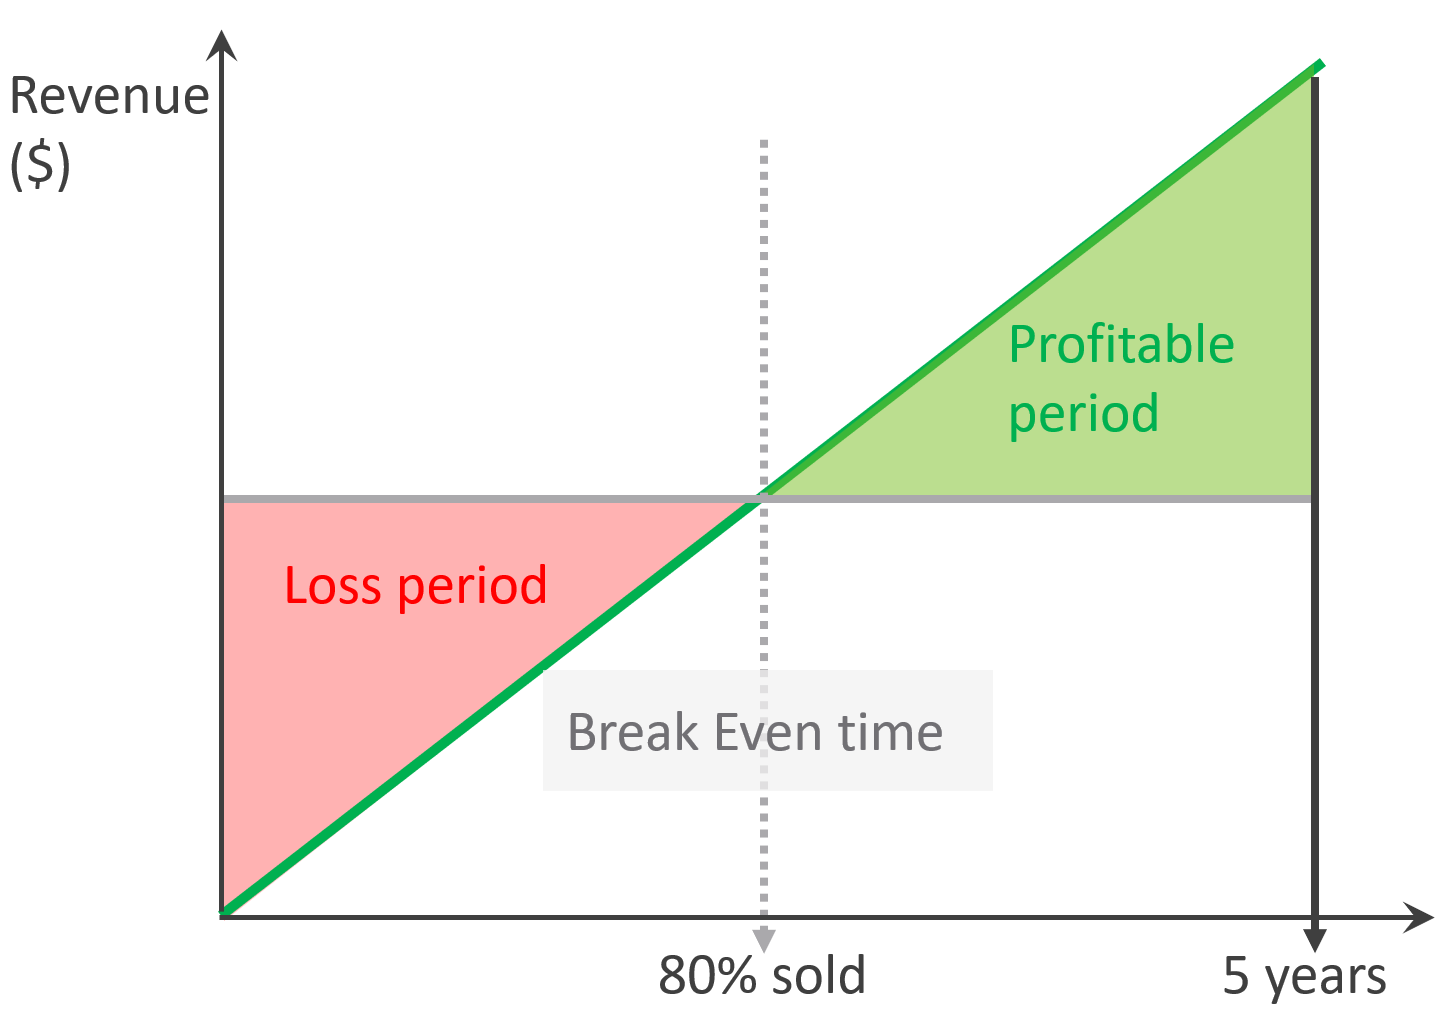 Revenue
($)
Profitable
period
Loss period
Break Even time
80% sold
5 years